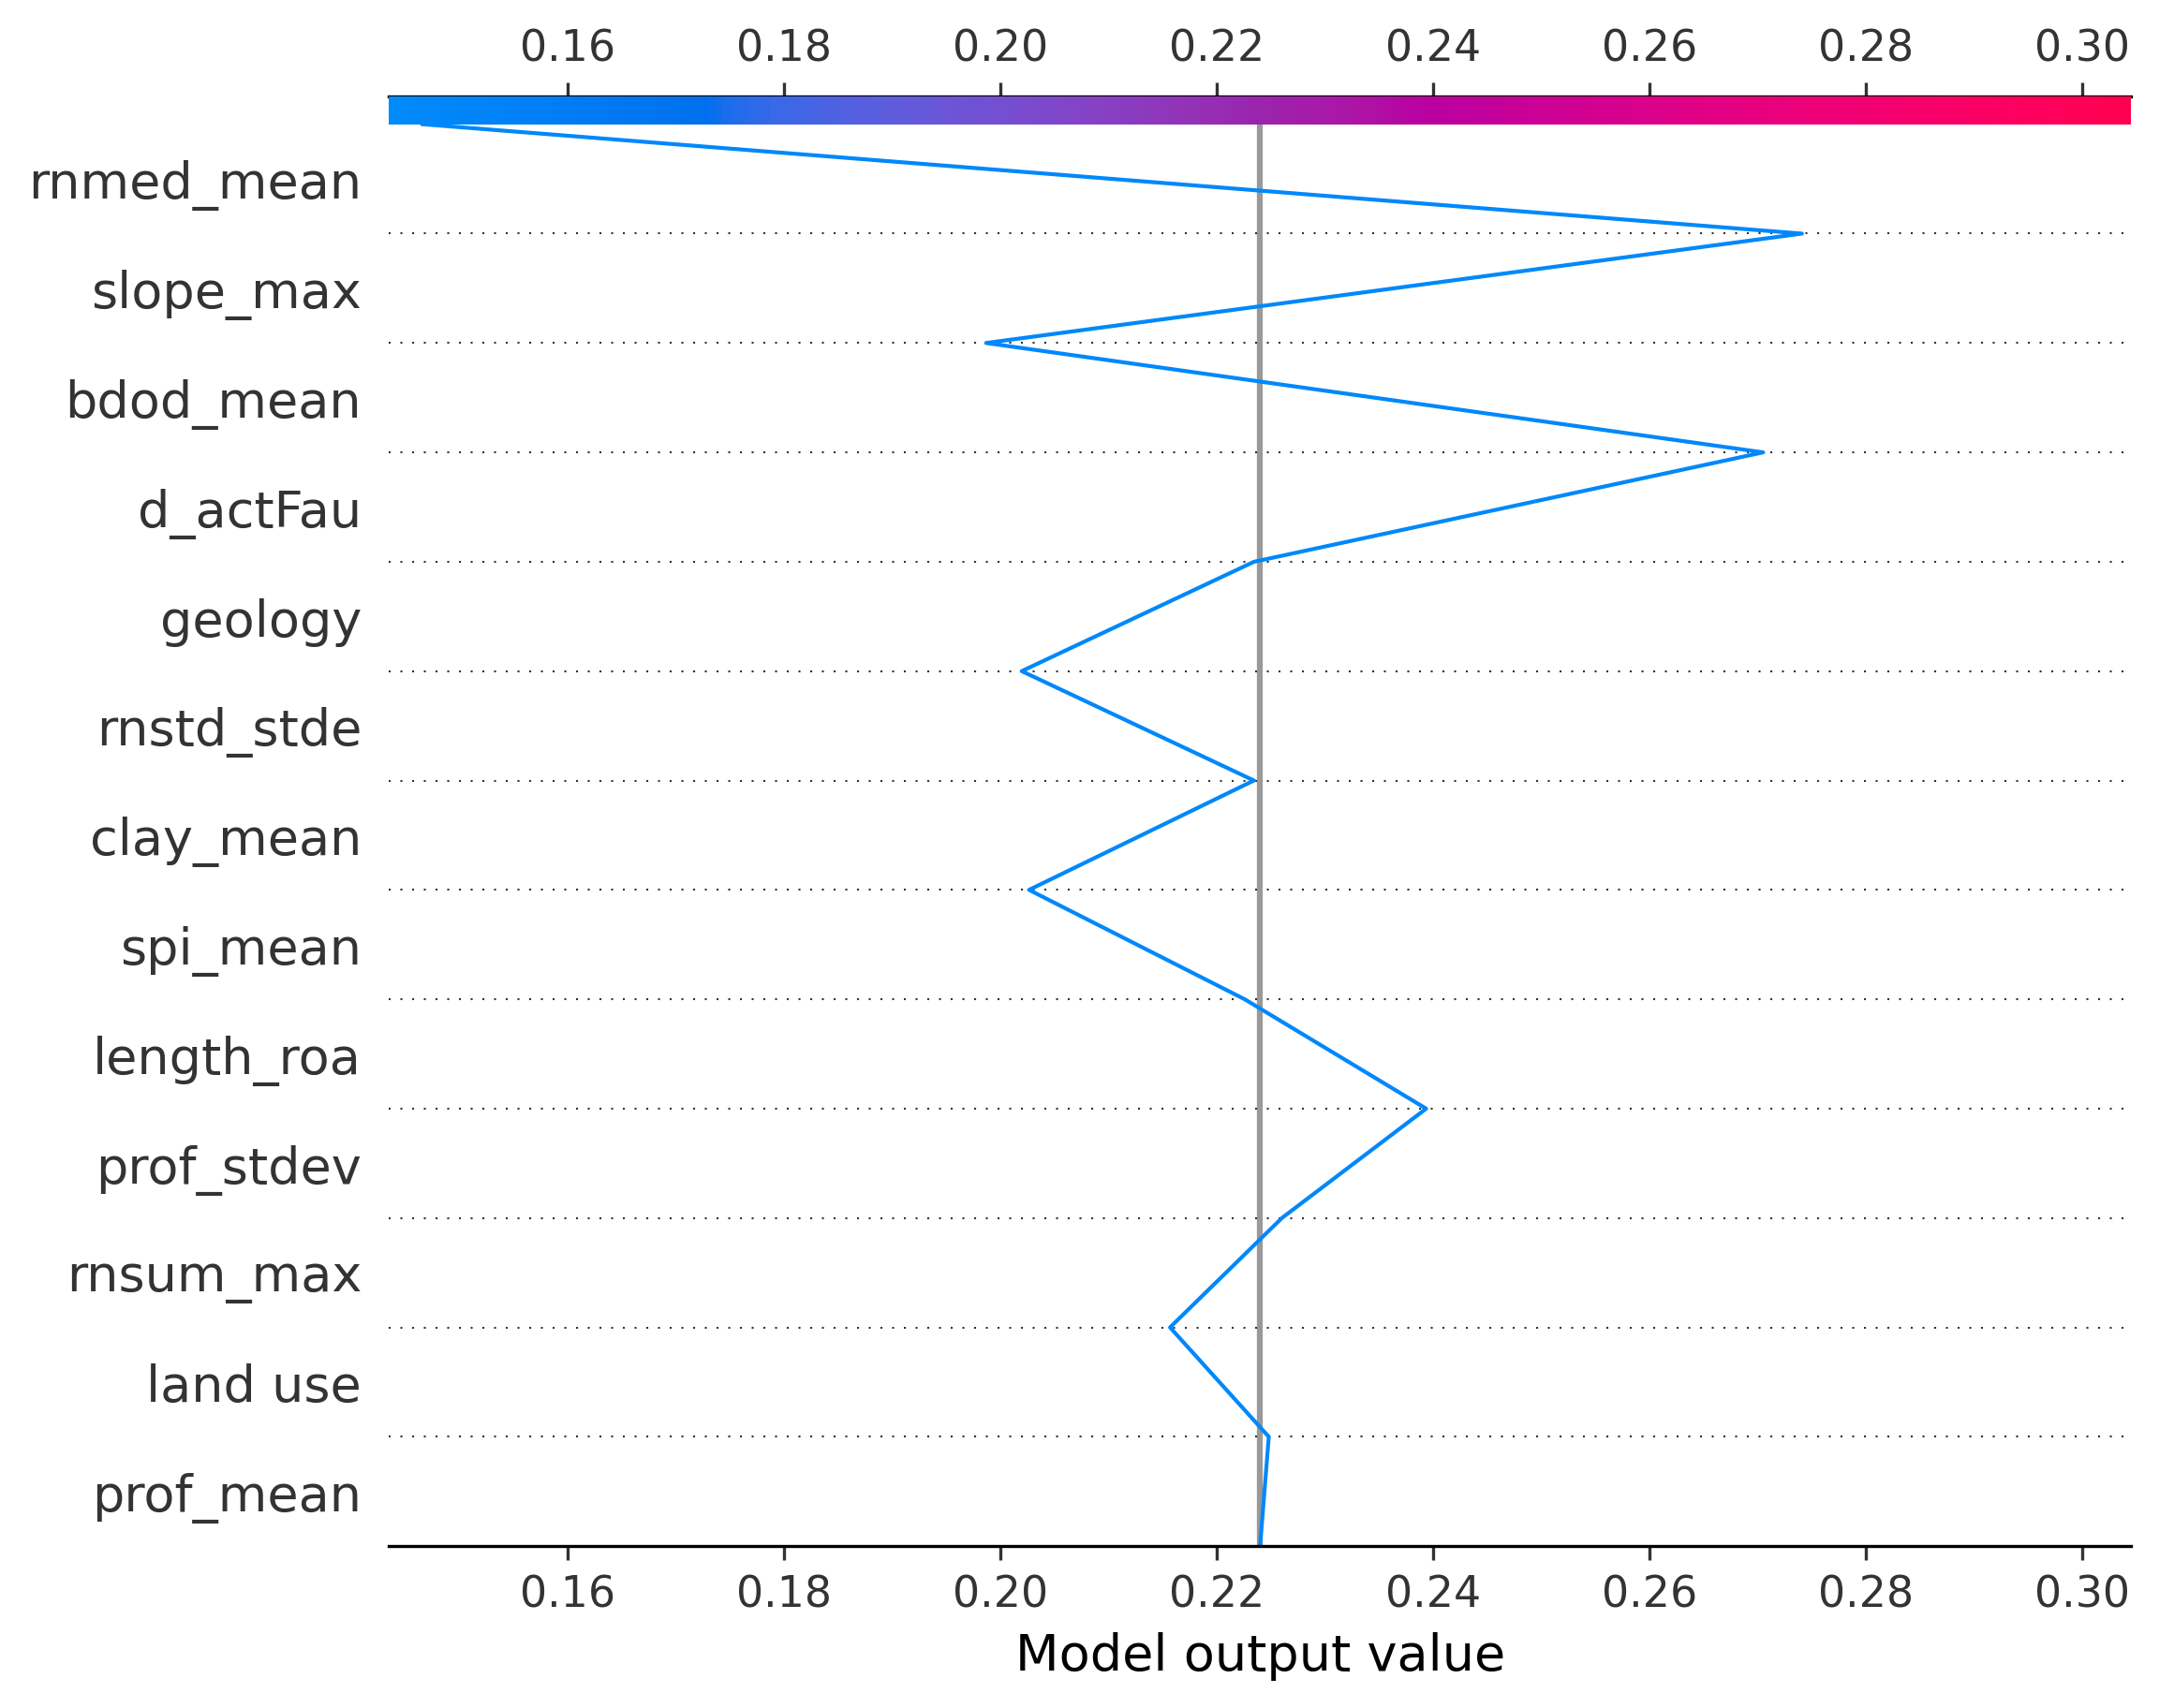 0.16 0.18 0.20 0.22 0.24 0.26 0.28 0.30
rnmed_mean
slope_max
bdod_mean
d_actFau
geology
rnstd_stde
clay_mean
spi_mean
length_roa
prof_stdev
rnsum_max
land use
prof_mean
0.16 0.18 0.20 0.22 0.24 0.26 0.28 0.30
Model output value